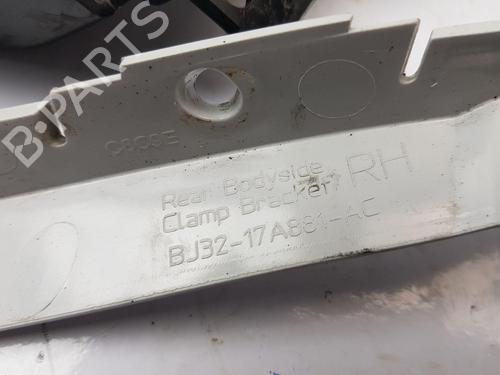 B-PARTS
C809E
Rear Bodyside
Clamp Bracket RH
BJ32-17A881-AC